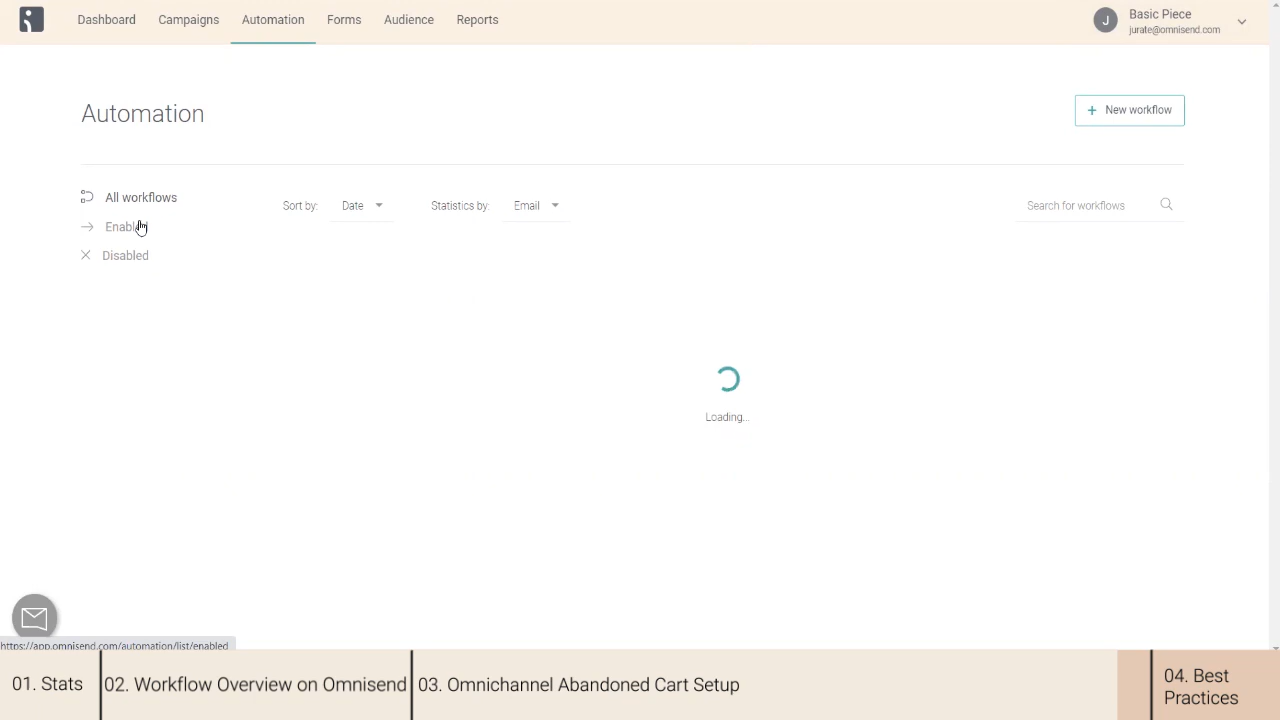 Dashboard
Campaigns
Automation
Forms
Audience
Reports
J
Basic Piece
jurate@omnisend.com
Automation
+ New workflow
All workflows
Disabled
Sort by:
Date
Statistics by:
Email
Search for workflows
Loading...
https://app.omnisend.com/automation/list/enabled
01. Stats
02. Workflow Overview on Omnisend
03. Omnichannel Abandoned Cart Setup
04. Best
Practices